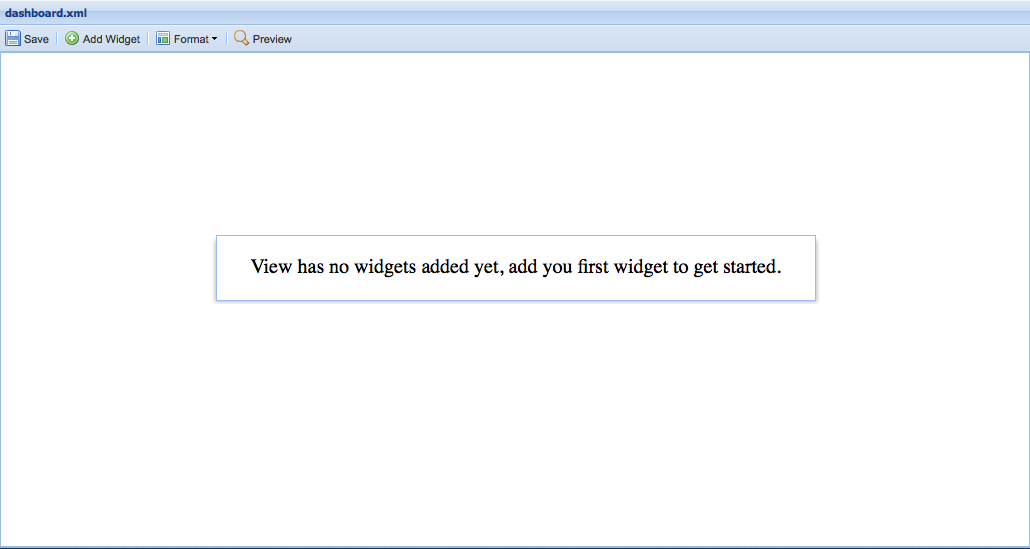 dashboard.xml
Save Add Widget Format Preview
View has no widgets added yet, add you first widget to get started.